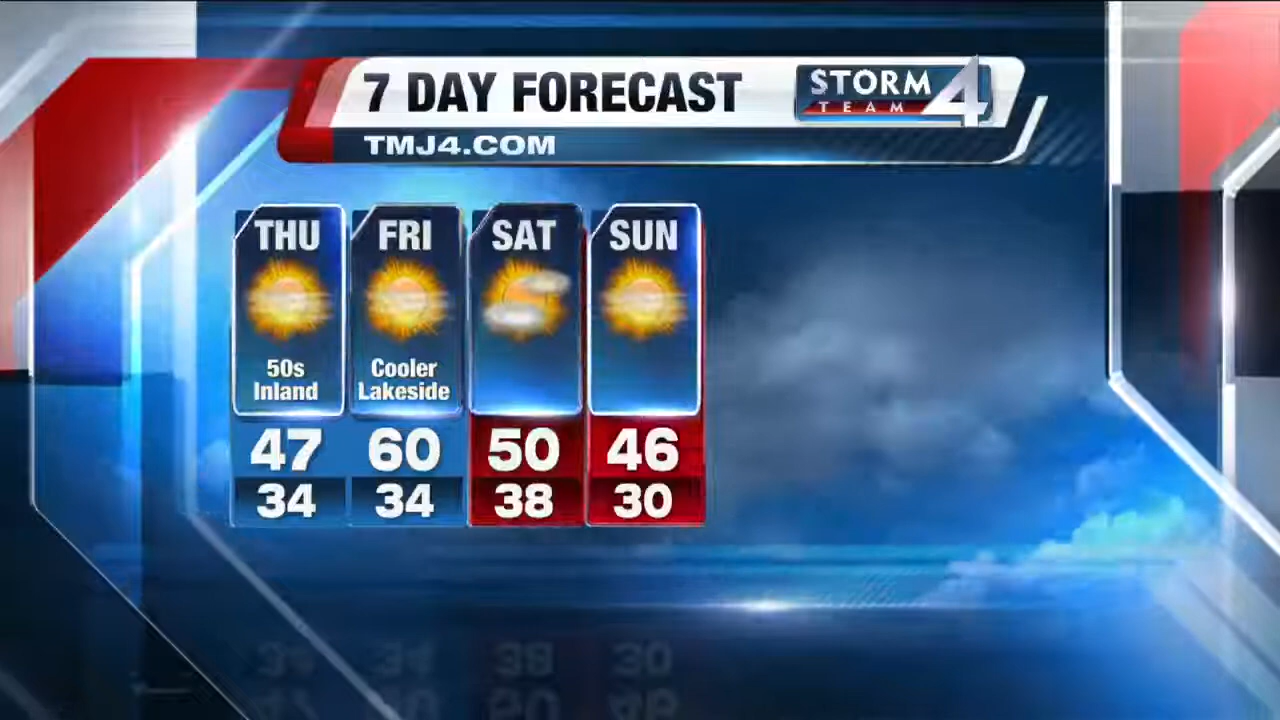 7 DAY FORECAST
STORM 4
TEAM
TMJ4.COM
THU FRI SAT SUN
50s Cooler
Inland Lakeside
47 60 50 46
34 34 38 30